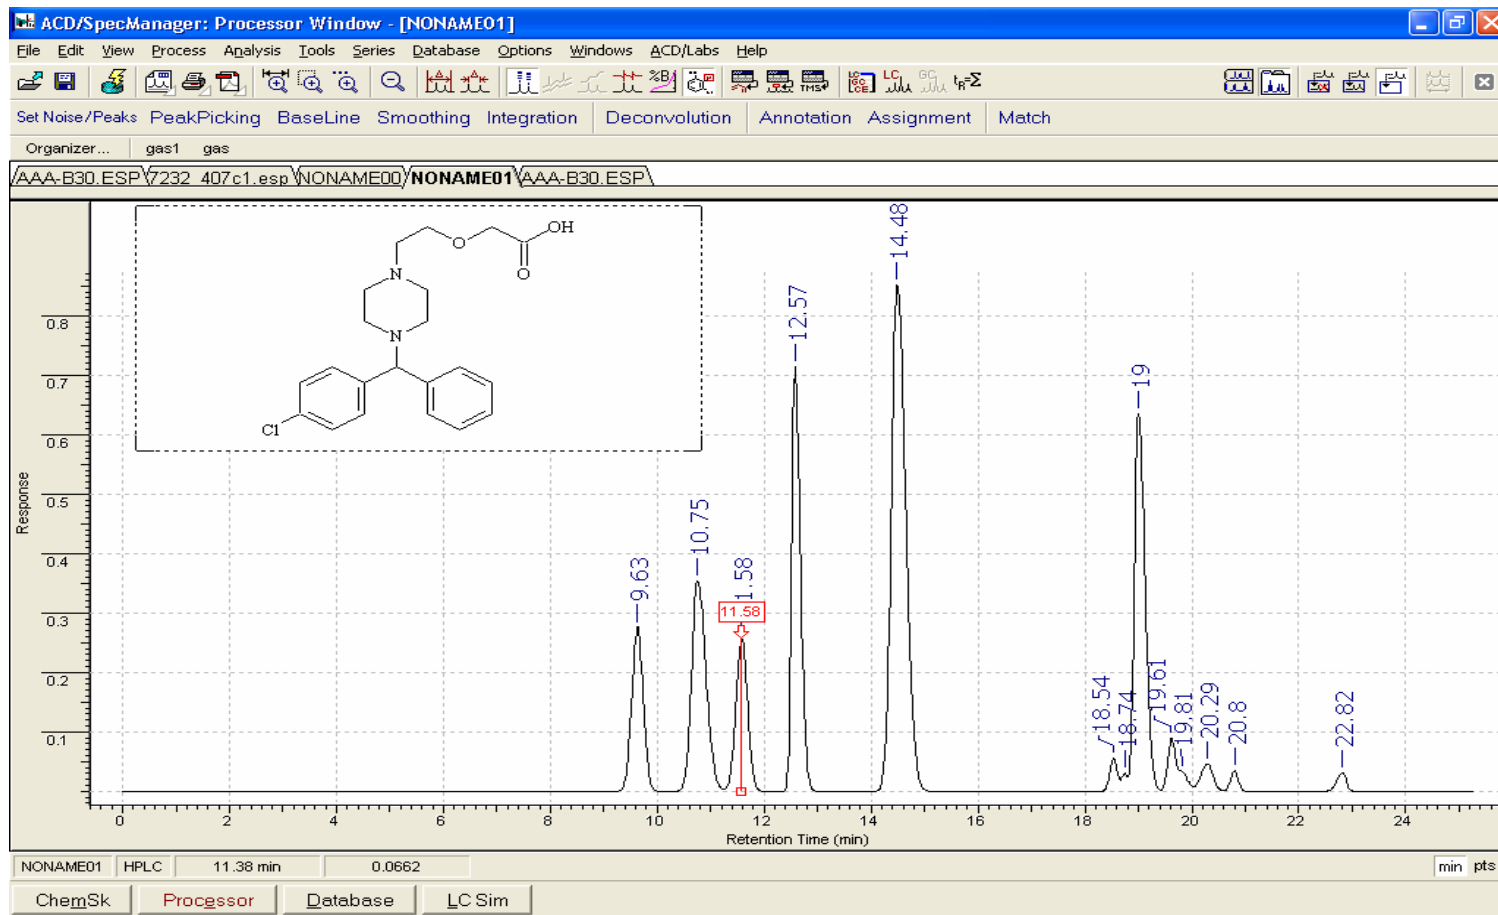 ACD/SpecManager: Processor Window - [NONAME01]
File Edit View Process Analysis Tools Series Database Options Windows ACD/Labs Help
Set Noise/Peaks PeakPicking BaseLine Smoothing Integration Deconvolution Annotation Assignment Match
Organizer... gas1 gas
AAA-B30.ESP 7232_407c1.esp NONAME00 NONAME01 AAA-B30.ESP
OH
O
O
N
N
Cl
14.48
12.57
19
10.75
9.63
1.58
11.58
18.54
18.74
19.61
19.81
20.29
20.8
22.82
Response
0.8
0.7
0.6
0.5
0.4
0.3
0.2
0.1
0 2 4 6 8 10 12 14 16 18 20 22 24
Retention Time (min)
NONAME01 HPLC 11.38 min 0.0662 min pts
ChemSk Processor Database LC Sim